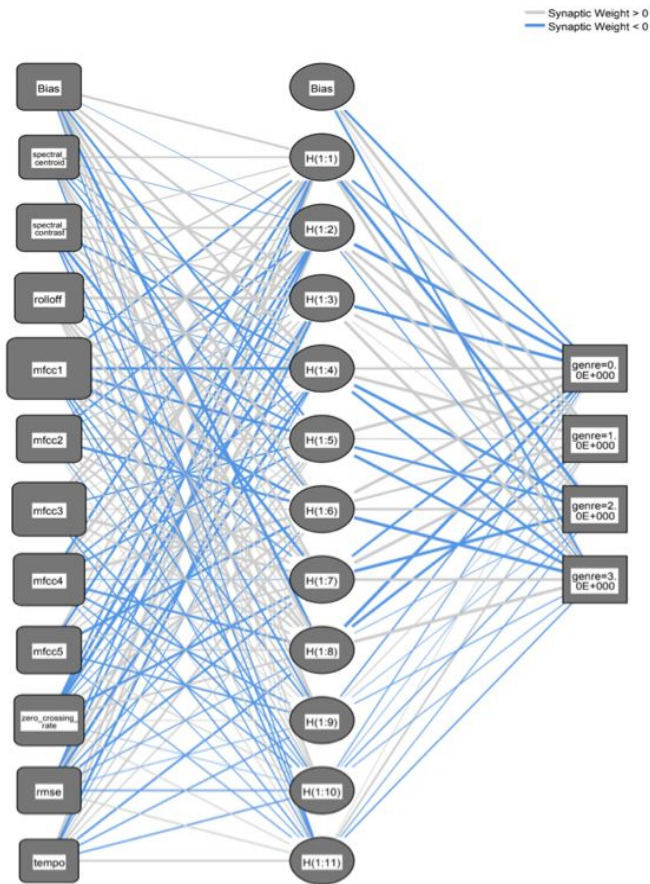 Synaptic Weight > 0
Synaptic Weight < 0
Bias
spectral_
centroid
spectral_
contrast
rolloff
mfcc1
mfcc2
mfcc3
mfcc4
mfcc5
zero_crossing_
rate
rmse
tempo
Bias
H(1:1)
H(1:2)
H(1:3)
H(1:4)
H(1:5)
H(1:6)
H(1:7)
H(1:8)
H(1:9)
H(1:10)
H(1:11)
genre=0.
0E+000
genre=1.
0E+000
genre=2.
0E+000
genre=3.
0E+000